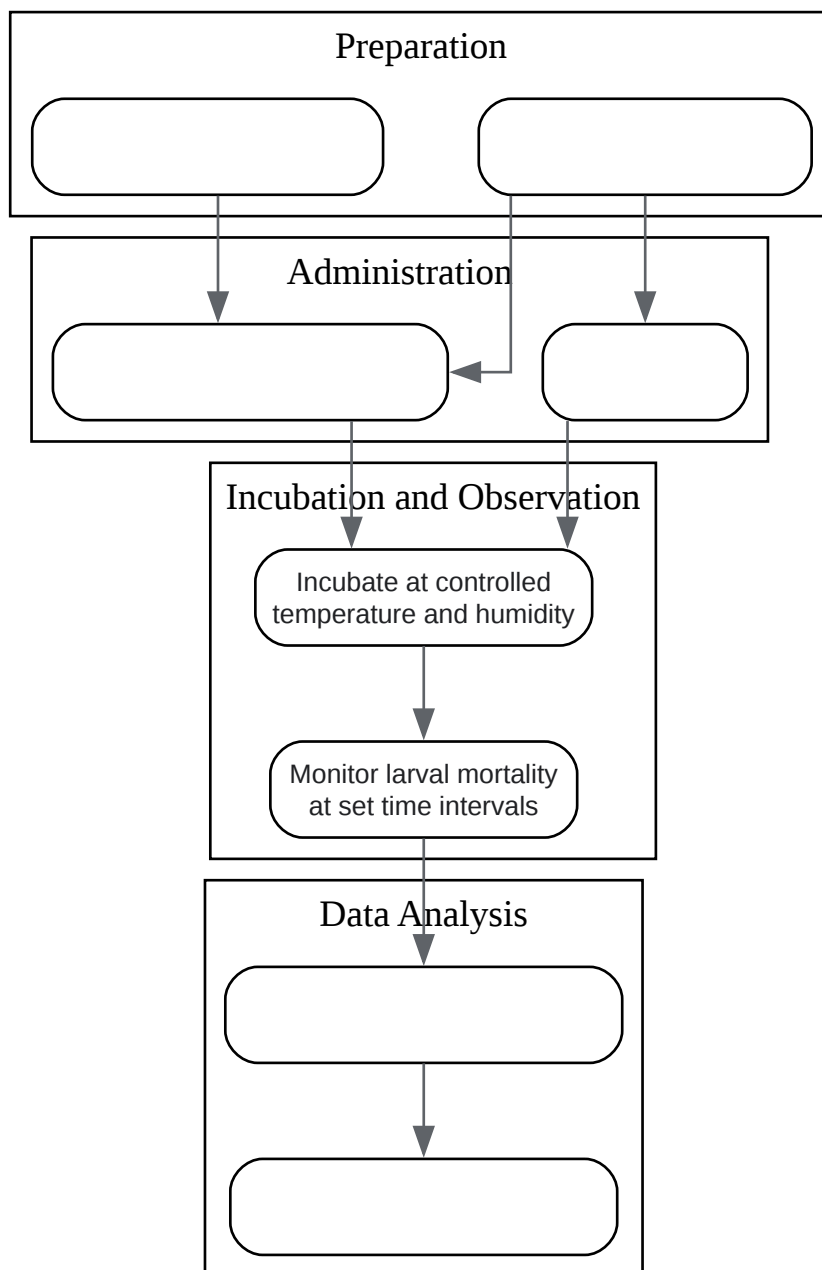 Preparation
Administration
Incubation and Observation
Incubate at controlled
temperature and humidity
Monitor larval mortality
at set time intervals
Data Analysis